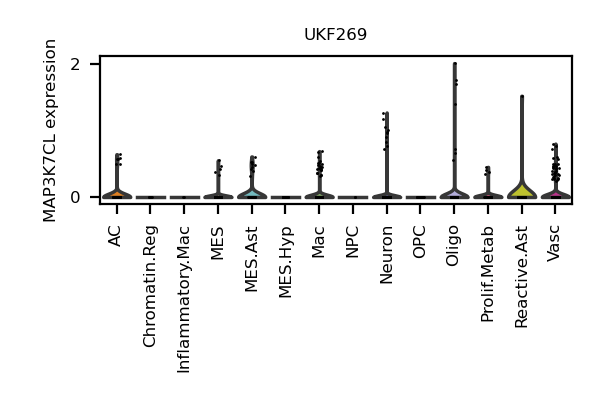 UKF269
MAP3K7CL expression
2
0
AC
Chromatin.Reg
Inflammatory.Mac
MES
MES.Ast
MES.Hyp
Mac
NPC
Neuron
OPC
Oligo
Prolif.Metab
Reactive.Ast
Vasc